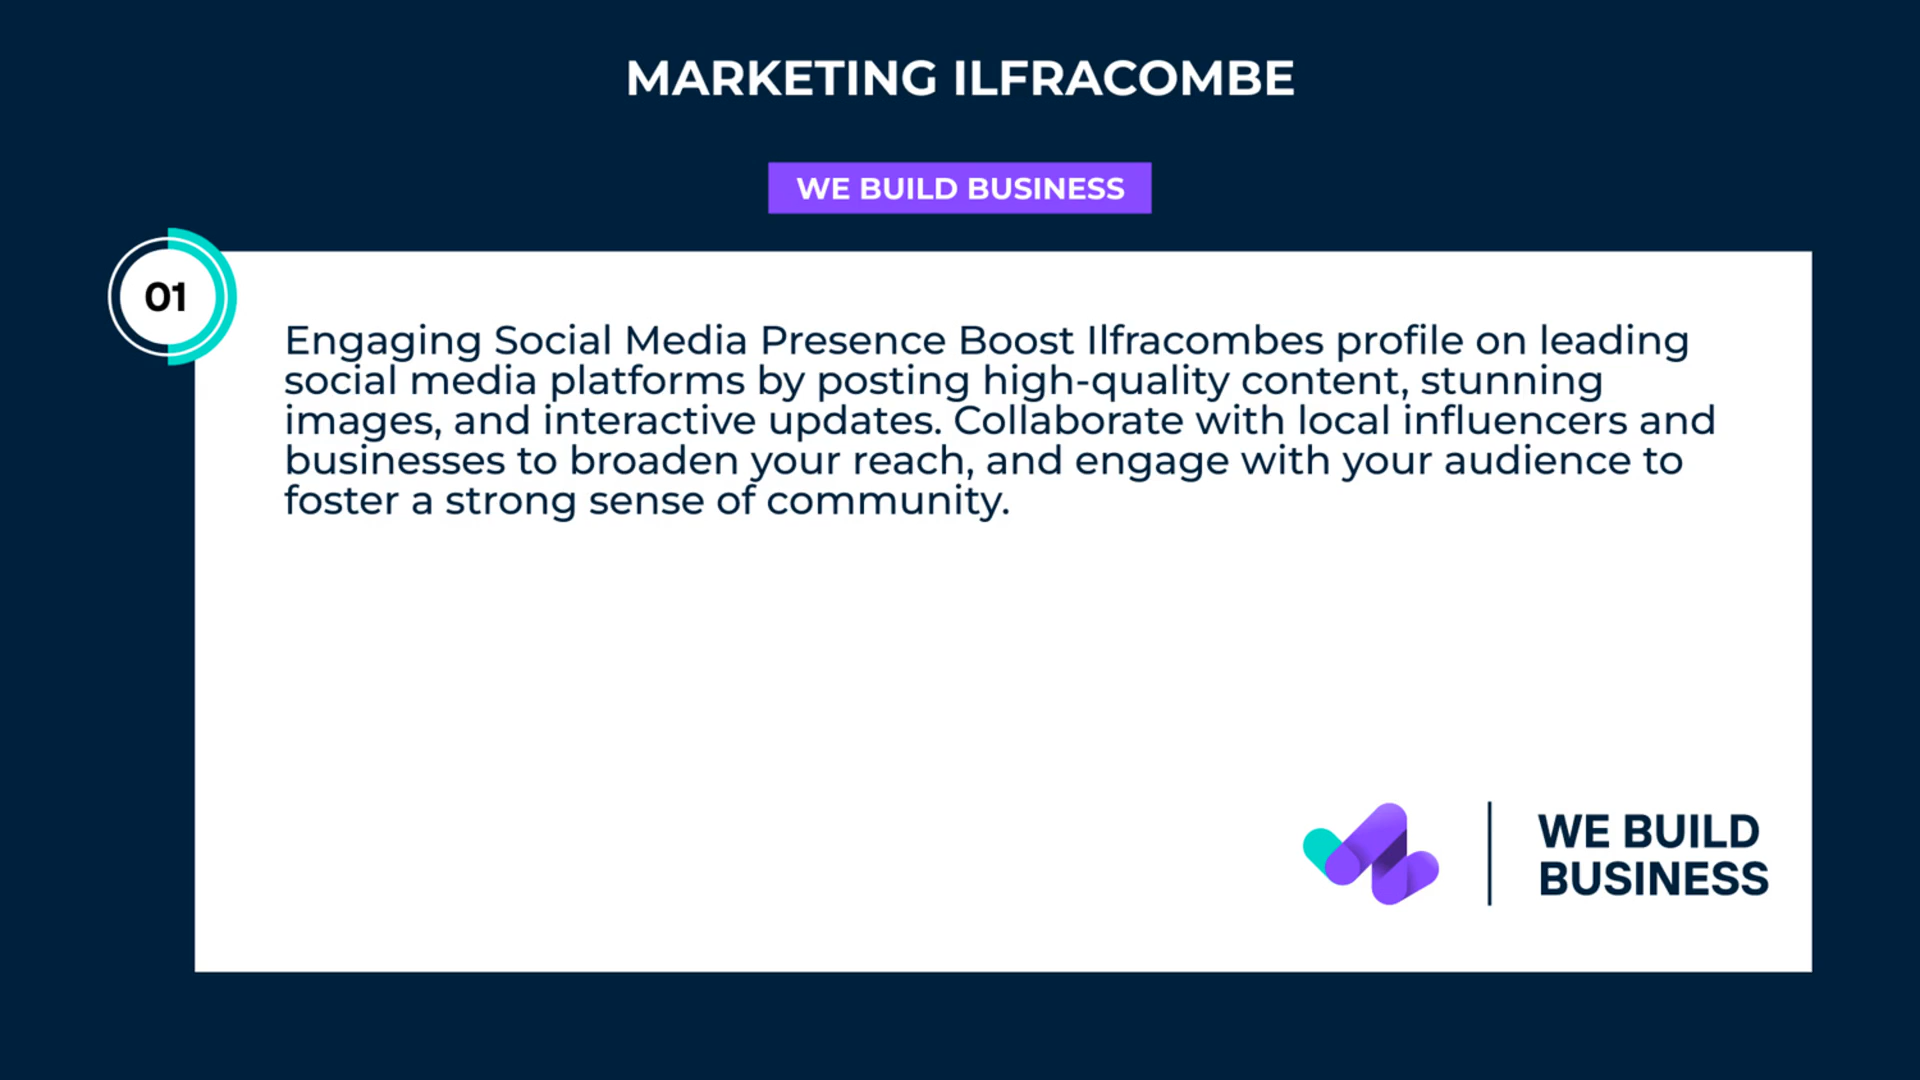 MARKETING ILFRACOMBE
WE BUILD BUSINESS
01
Engaging Social Media Presence Boost Ilfracombes profile on leading
social media platforms by posting high-quality content, stunning
images, and interactive updates. Collaborate with local influencers and
businesses to broaden your reach, and engage with your audience to
foster a strong sense of community.
WE BUILD
BUSINESS